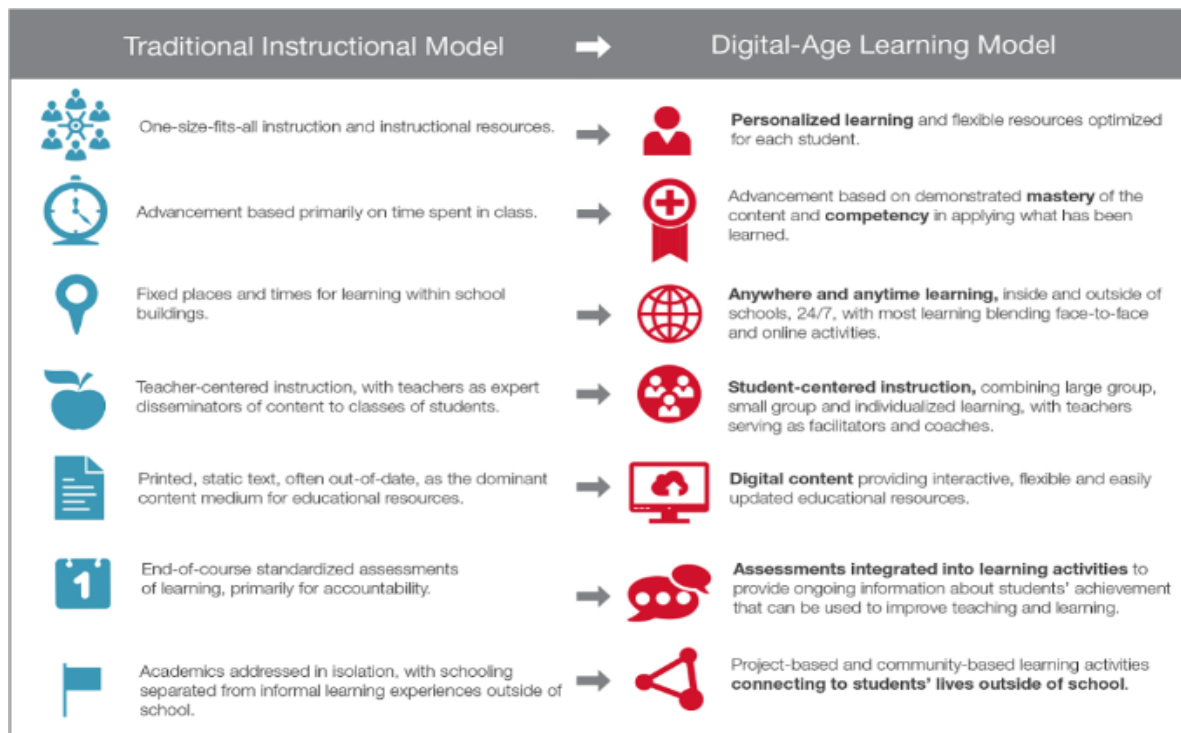 Traditional Instructional Model
Digital-Age Learning Model
One-size-fits-all instruction and instructional resources.
Personalized learning and flexible resources optimized
for each student.
Advancement based primarily on time spent in class.
Advancement based on demonstrated mastery of the
content and competency in applying what has been
learned.
Fixed places and times for learning within school
buildings.
Anywhere and anytime learning, inside and outside of
schools, 24/7, with most learning blending face-to-face
and online activities.
Teacher-centered instruction, with teachers as expert
disseminators of content to classes of students.
Student-centered instruction, combining large group,
small group and individualized learning, with teachers
serving as facilitators and coaches.
Printed, static text, often out-of-date, as the dominant
content medium for educational resources.
Digital content providing interactive, flexible and easily
updated educational resources.
1
End-of-course standardized assessments
of learning, primarily for accountability.
Assessments integrated into learning activities to
provide ongoing information about students' achievement
that can be used to improve teaching and learning.
Academics addressed in isolation, with schooling
separated from informal learning experiences outside of
school.
Project-based and community-based learning activities
connecting to students' lives outside of school.